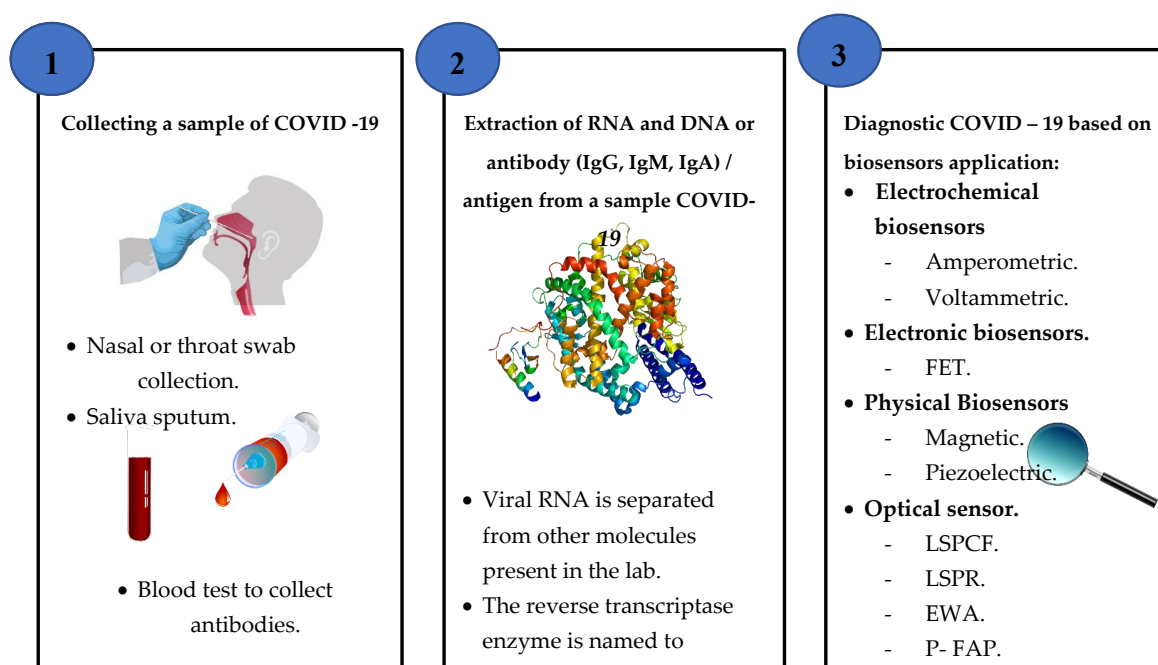 1
Collecting a sample of COVID -19
• Nasal or throat swab
collection.
• Saliva sputum.
• Blood test to collect
antibodies.
2
Extraction of RNA and DNA or
antibody (IgG, IgM, IgA) /
antigen from a sample COVID-
19
• Viral RNA is separated
from other molecules
present in the lab.
• The reverse transcriptase
enzyme is named to
3
Diagnostic COVID – 19 based on
biosensors application:
• Electrochemical
biosensors
- Amperometric.
- Voltammetric.
• Electronic biosensors.
- FET.
• Physical Biosensors
- Magnetic.
- Piezoelectric.
• Optical sensor.
- LSPCF.
- LSPR.
- EWA.
- P- FAP.